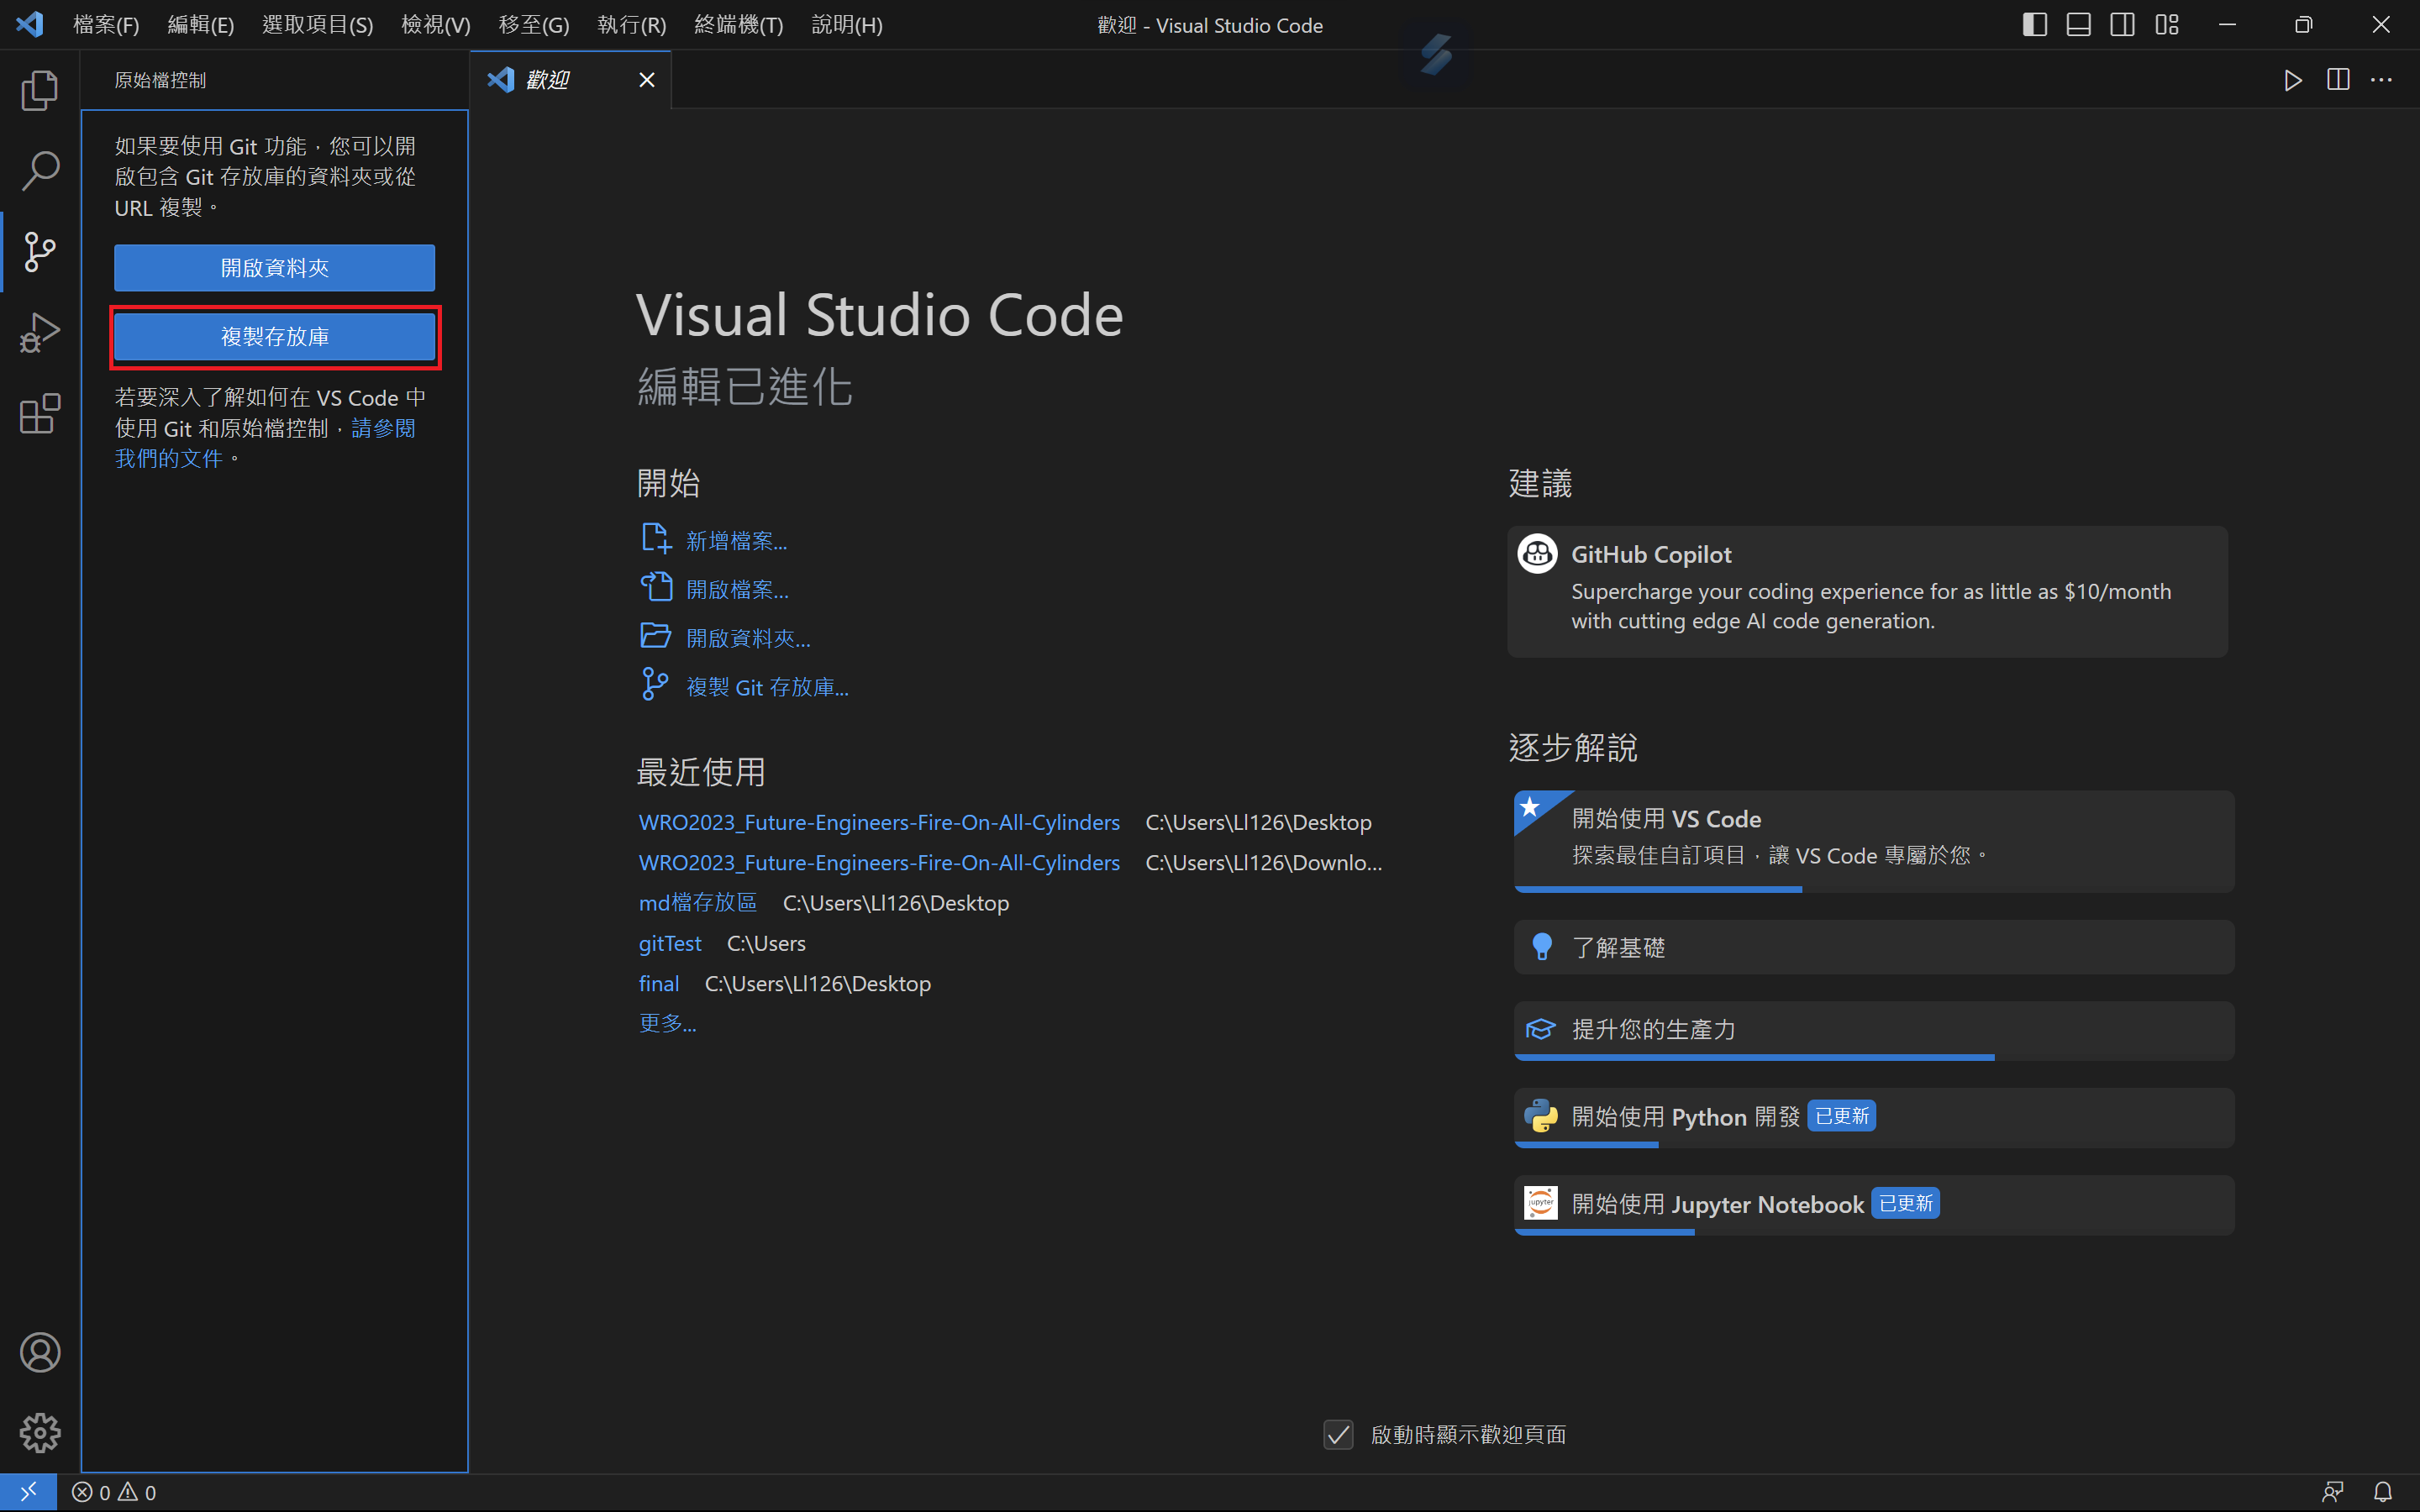 檔案(F) 編輯(E) 選取項目(S) 檢視(V) 移至(G) 執行(R) 終端機(T) 說明(H) 歡迎 - Visual Studio Code
原始檔控制
歡迎
如果要使用 Git 功能，您可以開
啟包含 Git 存放庫的資料夾或從
URL 複製。
開啟資料夾
複製存放庫
若要深入了解如何在 VS Code 中
使用 Git 和原始檔控制，請參閱
我們的文件。
Visual Studio Code
編輯已進化
開始
新增檔案...
開啟檔案...
開啟資料夾...
複製 Git 存放庫...
最近使用
WRO2023_Future-Engineers-Fire-On-All-Cylinders C:\Users\Ll126\Desktop
WRO2023_Future-Engineers-Fire-On-All-Cylinders C:\Users\Ll126\Downlo...
md檔存放區 C:\Users\Ll126\Desktop
gitTest C:\Users
final C:\Users\Ll126\Desktop
更多...
建議
GitHub Copilot
Supercharge your coding experience for as little as $10/month
with cutting edge AI code generation.
逐步解說
開始使用 VS Code
探索最佳自訂項目，讓 VS Code 專屬於您。
了解基礎
提升您的生產力
開始使用 Python 開發 已更新
jupyter 開始使用 Jupyter Notebook 已更新
啟動時顯示歡迎頁面
0 0